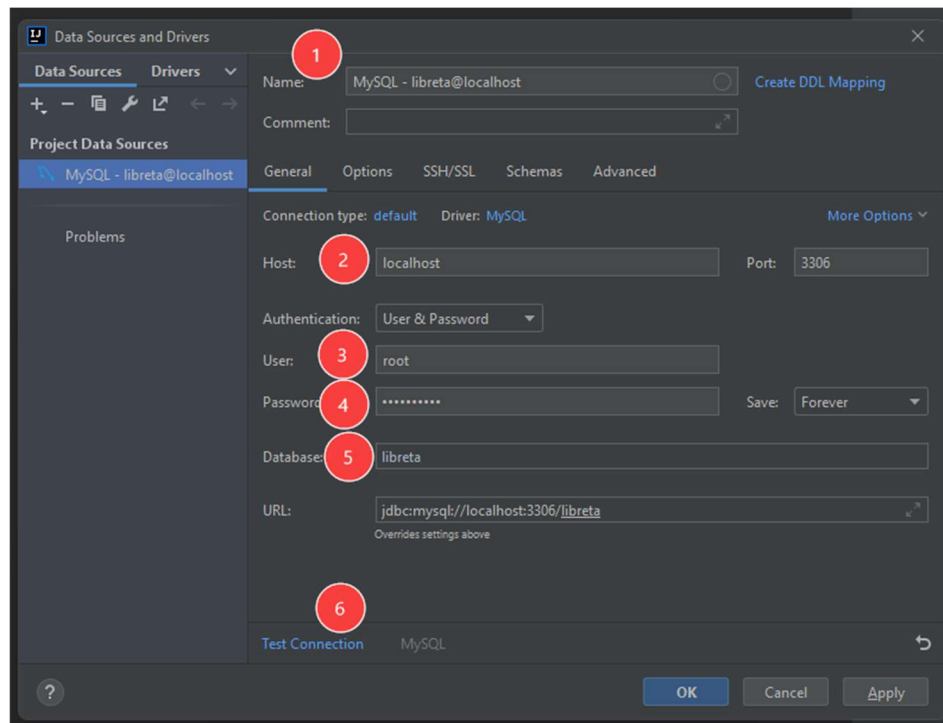 IJ Data Sources and Drivers
Data Sources Drivers
Project Data Sources
MySQL - libreta@localhost
Problems
1
Name: MySQL - libreta@localhost Create DDL Mapping
Comment:
General Options SSH/SSL Schemas Advanced
Connection type: default Driver: MySQL More Options
Host: 2 localhost Port: 3306
Authentication: User & Password
User: 3 root
Password 4 •••••••••• Save: Forever
Database: 5 libreta
URL: jdbc:mysql://localhost:3306/libreta
Overrides settings above
6
Test Connection MySQL
? OK Cancel Apply